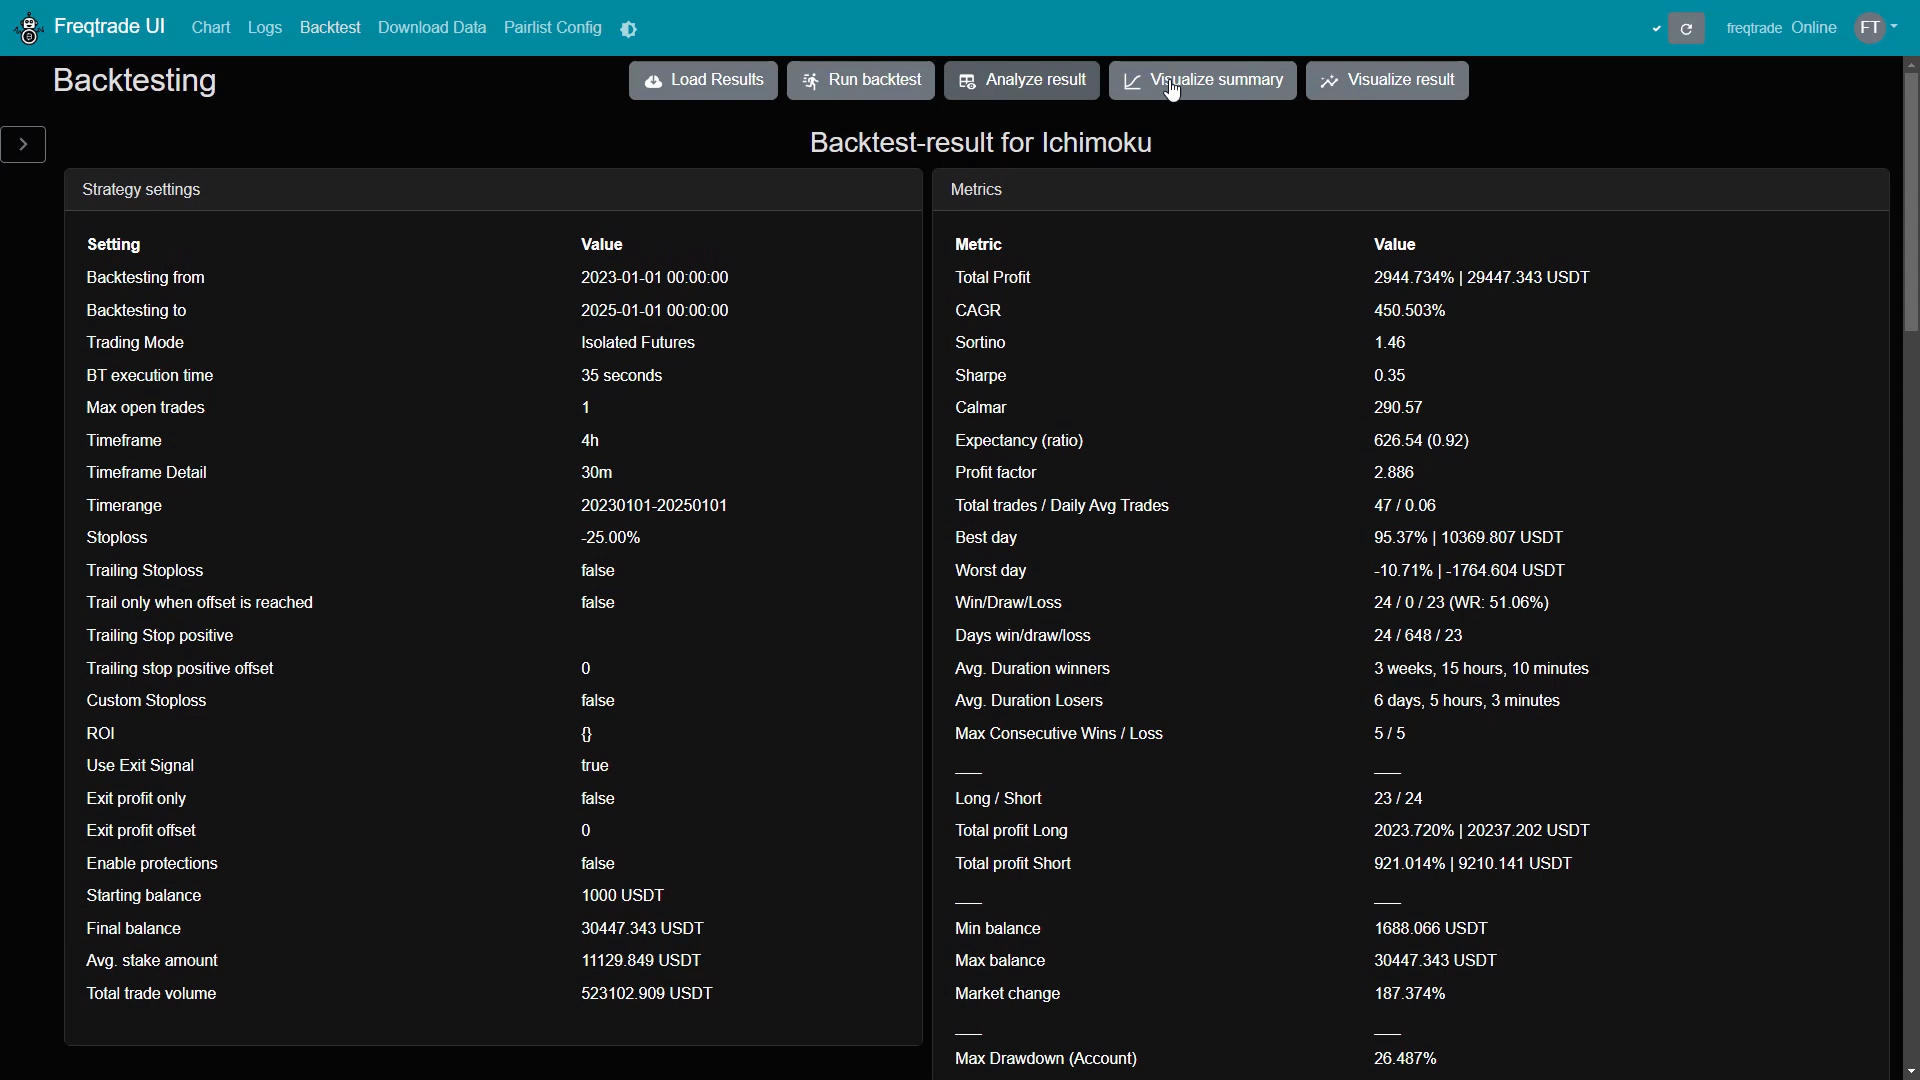 Freqtrade UI Chart Logs Backtest Download Data Pairlist Config freqtrade Online FT
Backtesting Load Results Run backtest Analyze result Visualize summary Visualize result
Backtest-result for Ichimoku
Strategy settings
Setting Value
Backtesting from 2023-01-01 00:00:00
Backtesting to 2025-01-01 00:00:00
Trading Mode Isolated Futures
BT execution time 35 seconds
Max open trades 1
Timeframe 4h
Timeframe Detail 30m
Timerange 20230101-20250101
Stoploss -25.00%
Trailing Stoploss false
Trail only when offset is reached false
Trailing Stop positive
Trailing stop positive offset 0
Custom Stoploss false
ROI {}
Use Exit Signal true
Exit profit only false
Exit profit offset 0
Enable protections false
Starting balance 1000 USDT
Final balance 30447.343 USDT
Avg. stake amount 11129.849 USDT
Total trade volume 523102.909 USDT
Metrics
Metric Value
Total Profit 2944.734% | 29447.343 USDT
CAGR 450.503%
Sortino 1.46
Sharpe 0.35
Calmar 290.57
Expectancy (ratio) 626.54 (0.92)
Profit factor 2.886
Total trades / Daily Avg Trades 47 / 0.06
Best day 95.37% | 10369.807 USDT
Worst day -10.71% | -1764.604 USDT
Win/Draw/Loss 24 / 0 / 23 (WR: 51.06%)
Days win/draw/loss 24 / 648 / 23
Avg. Duration winners 3 weeks, 15 hours, 10 minutes
Avg. Duration Losers 6 days, 5 hours, 3 minutes
Max Consecutive Wins / Loss 5 / 5
___ ___
Long / Short 23 / 24
Total profit Long 2023.720% | 20237.202 USDT
Total profit Short 921.014% | 9210.141 USDT
___ ___
Min balance 1688.066 USDT
Max balance 30447.343 USDT
Market change 187.374%
___ ___
Max Drawdown (Account) 26.487%